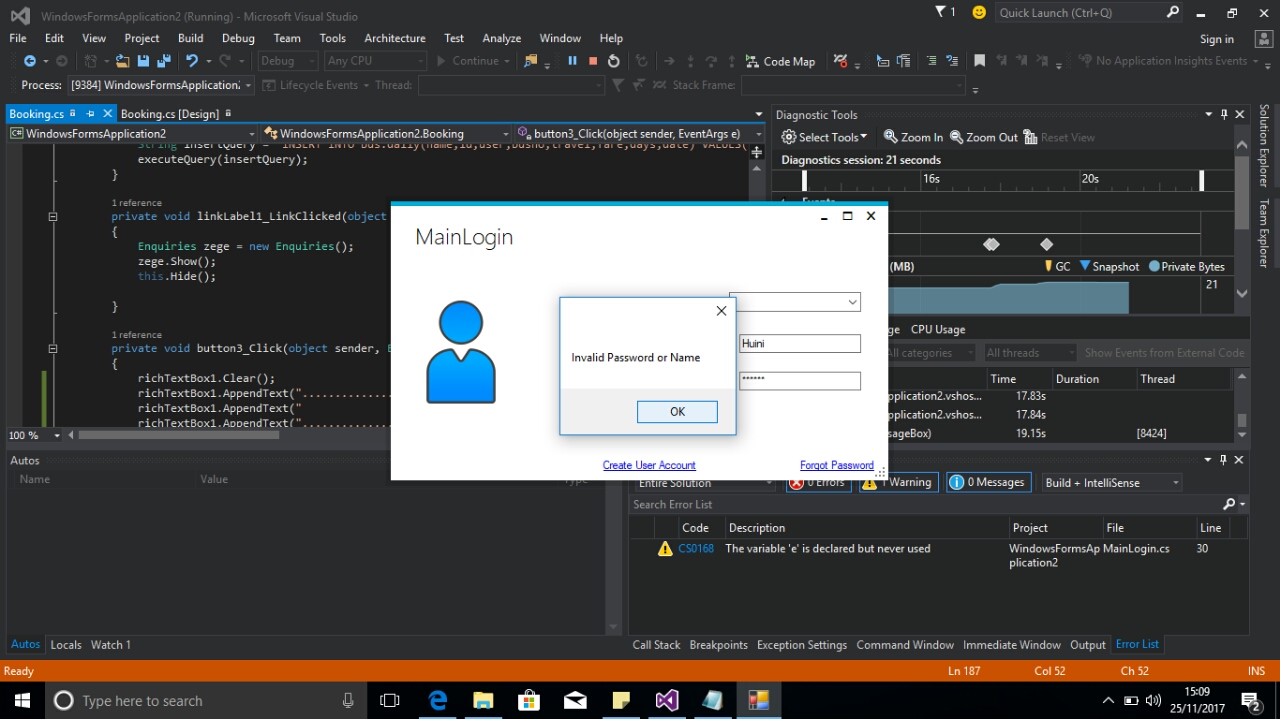 WindowsFormsApplication2 (Running) - Microsoft Visual Studio
1
Quick Launch (Ctrl+Q)
File Edit View Project Build Debug Team Tools Architecture Test Analyze Window Help
Sign in
Debug Any CPU Continue Code Map No Application Insights Events
Process: [9384] WindowsFormsApplication: Lifecycle Events Thread: Stack Frame:
Booking.cs Booking.cs [Design]
WindowsFormsApplication2 WindowsFormsApplication2.Booking button3_Click(object sender, EventArgs e)
String insertQuery = "INSERT INTO bus.daily(name,id,user,busno,travel,fare,days,date) VALUES(
executeQuery(insertQuery);
}
1 reference
private void linkLabel1_LinkClicked(object
{
Enquiries zege = new Enquiries();
zege.Show();
this.Hide();
}
1 reference
private void button3_Click(object sender, E
{
richTextBox1.Clear();
richTextBox1.AppendText("...............
richTextBox1.AppendText("
richTextBox1.AppendText("...............
100 %
Diagnostic Tools
Select Tools Zoom In Zoom Out Reset View
Diagnostics session: 21 seconds
16s 20s
Events
(MB) GC Snapshot Private Bytes
21
ge CPU Usage
All categories All threads Show Events from External Code
Time Duration Thread
pplication2.vshos... 17.83s
pplication2.vshos... 17.84s
sageBox) 19.15s [8424]
Solution Explorer
Team Explorer
MainLogin
Huini
******
Invalid Password or Name
OK
Create User Account Forgot Password
Autos
Name Value Type
Autos Locals Watch 1
Entire Solution 0 Errors 1 Warning 0 Messages Build + IntelliSense
Search Error List
Code Description Project File Line
CS0168 The variable 'e' is declared but never used WindowsFormsAp MainLogin.cs 30
plication2
Call Stack Breakpoints Exception Settings Command Window Immediate Window Output Error List
Ready Ln 187 Col 52 Ch 52 INS
Type here to search
15:09
25/11/2017
2